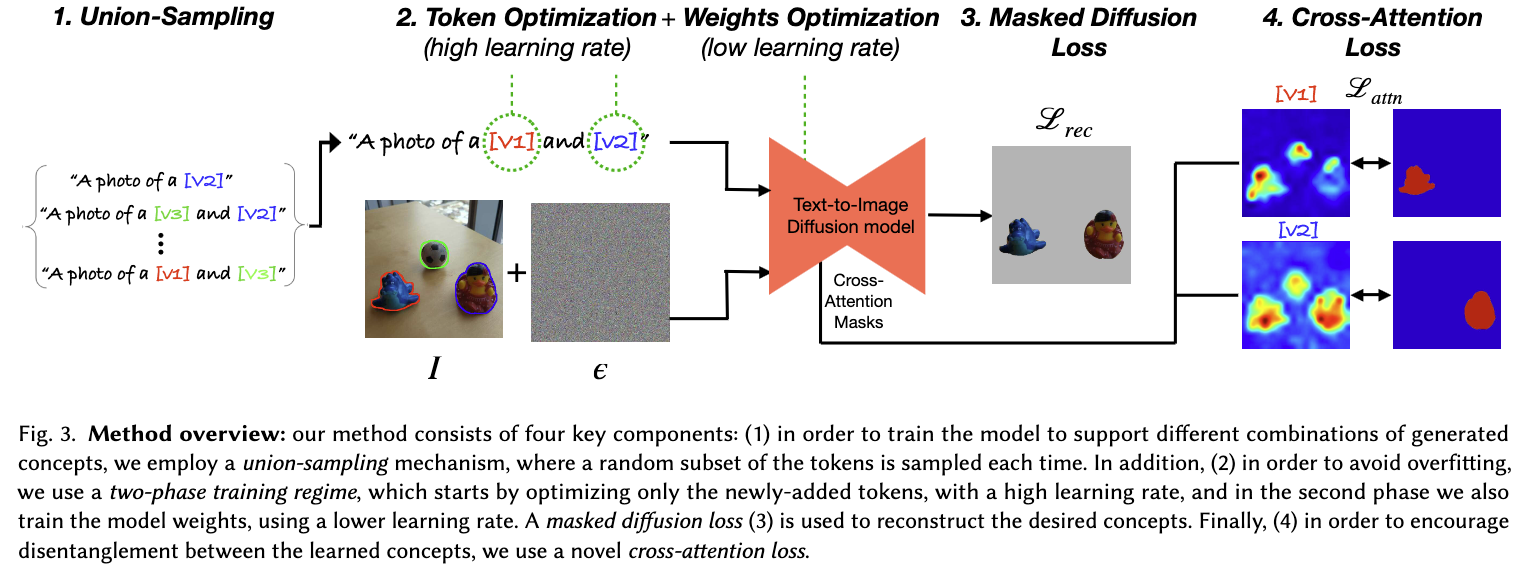 1. Union-Sampling
2. Token Optimization + Weights Optimization
(high learning rate) (low learning rate)
3. Masked Diffusion
Loss
4. Cross-Attention
Loss
"A photo of a [v2]"
"A photo of a [v3] and [v2]"
⋮
"A photo of a [v1] and [v3]"
"A photo of a [v1] and [v2]"
I
+
ϵ
Text-to-Image
Diffusion model
Cross-
Attention
Masks
ℒrec
[v1]
ℒattn
[v2]
Fig. 3. Method overview: our method consists of four key components: (1) in order to train the model to support different combinations of generated
concepts, we employ a union-sampling mechanism, where a random subset of the tokens is sampled each time. In addition, (2) in order to avoid overfitting,
we use a two-phase training regime, which starts by optimizing only the newly-added tokens, with a high learning rate, and in the second phase we also
train the model weights, using a lower learning rate. A masked diffusion loss (3) is used to reconstruct the desired concepts. Finally, (4) in order to encourage
disentanglement between the learned concepts, we use a novel cross-attention loss.